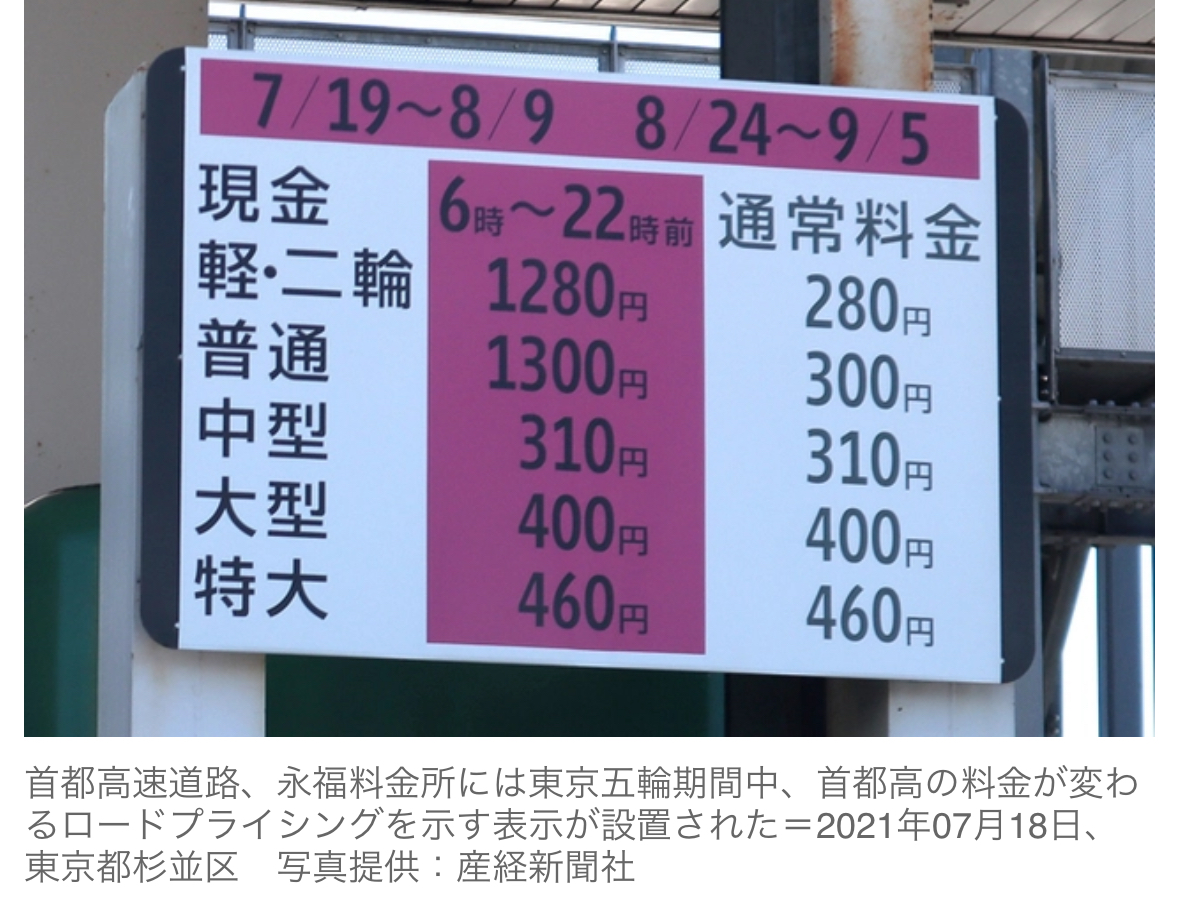 7/19～8/9　8/24～9/5
現金　6時～22時前　通常料金
軽・二輪　1280円　280円
普通　1300円　300円
中型　310円　310円
大型　400円　400円
特大　460円　460円
首都高速道路、永福料金所には東京五輪期間中、首都高の料金が変わ
るロードプライシングを示す表示が設置された＝2021年07月18日、
東京都杉並区　写真提供：産経新聞社